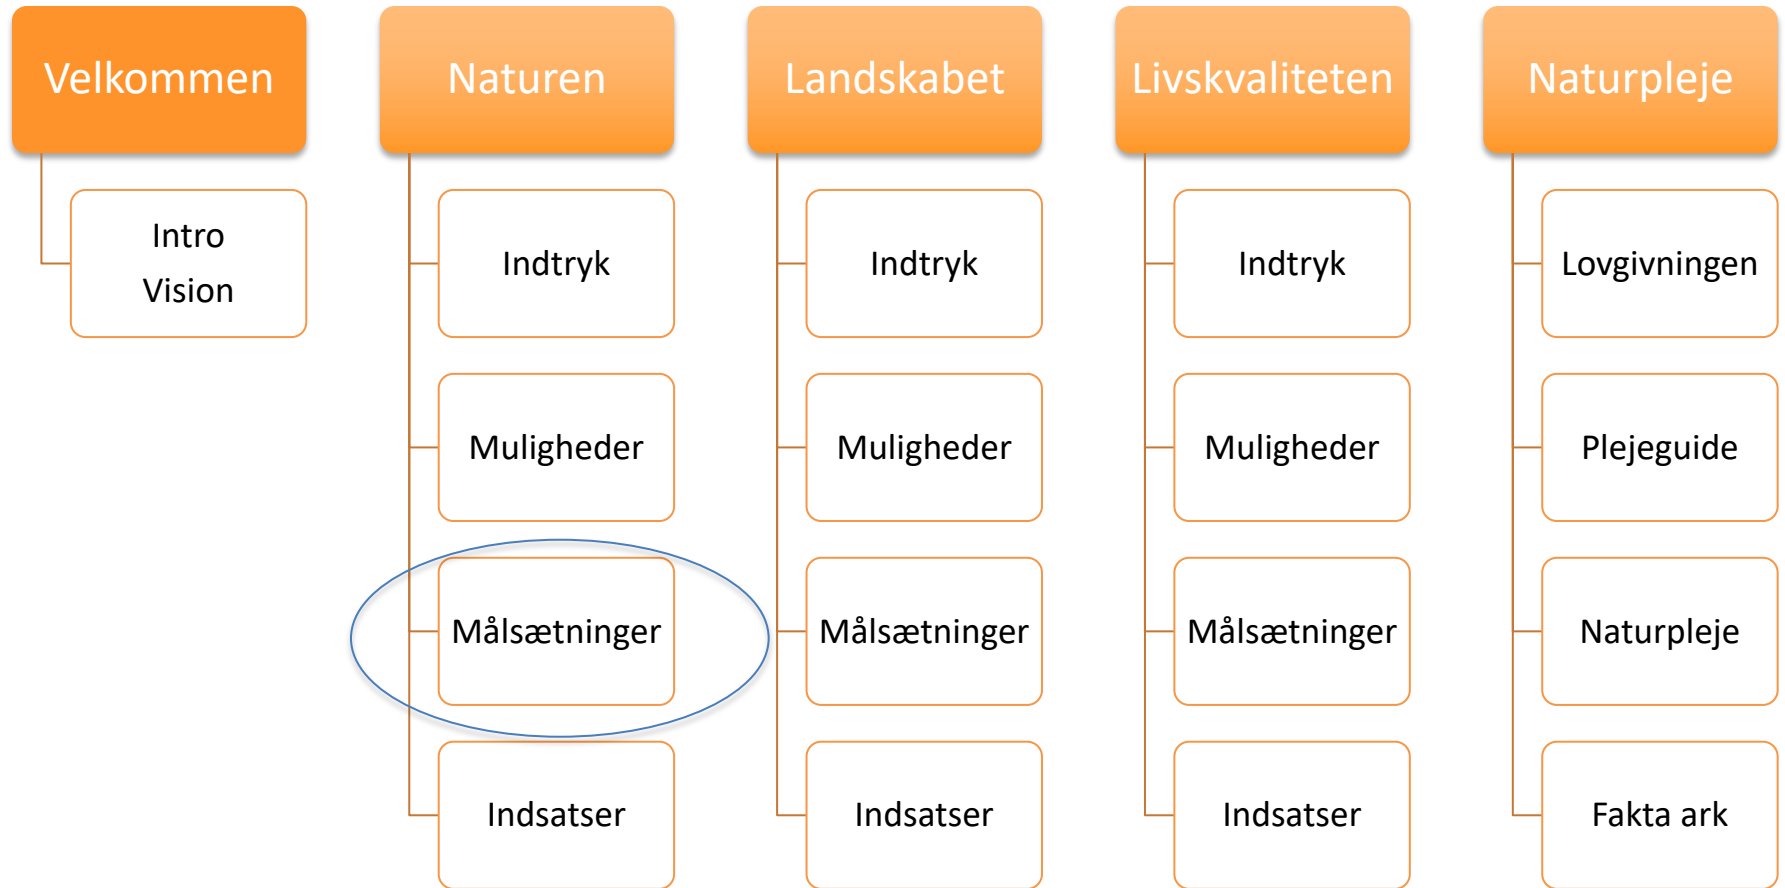 Velkommen
Intro
Vision
Naturen
Indtryk
Muligheder
Målsætninger
Indsatser
Landskabet
Indtryk
Muligheder
Målsætninger
Indsatser
Livskvaliteten
Indtryk
Muligheder
Målsætninger
Indsatser
Naturpleje
Lovgivningen
Plejeguide
Naturpleje
Fakta ark